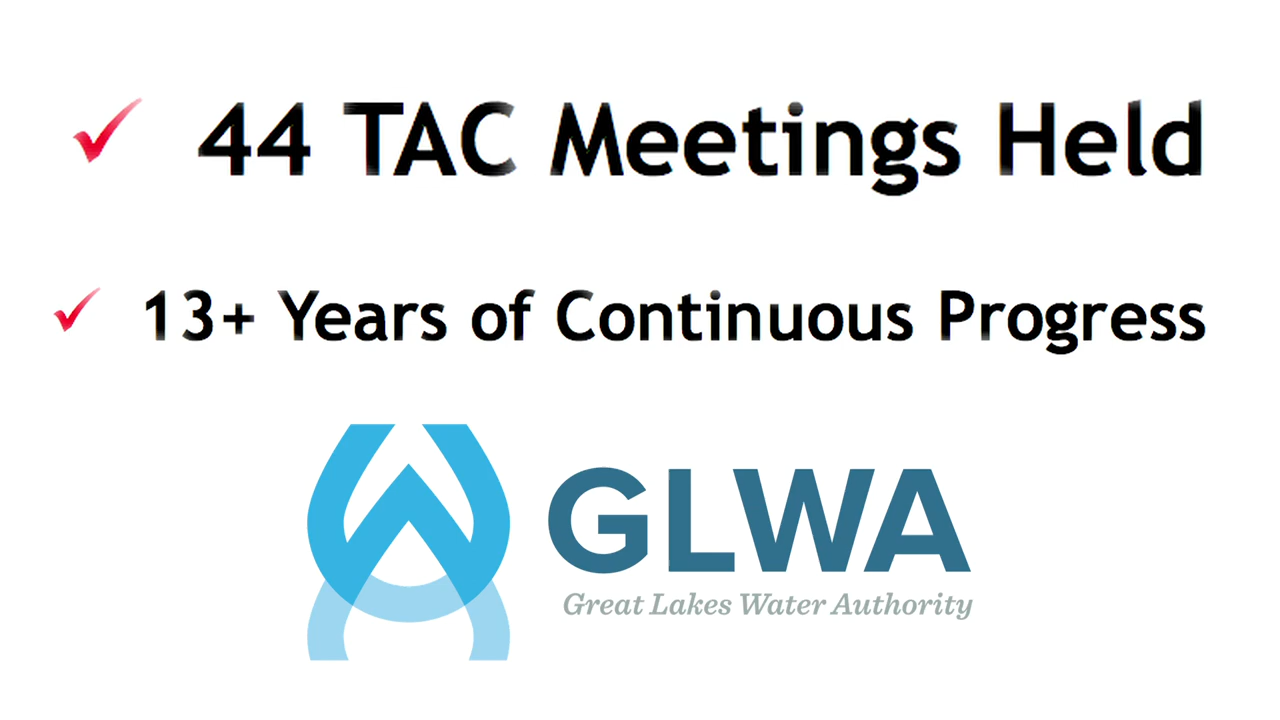 44 TAC Meetings Held
13+ Years of Continuous Progress
GLWA
Great Lakes Water Authority